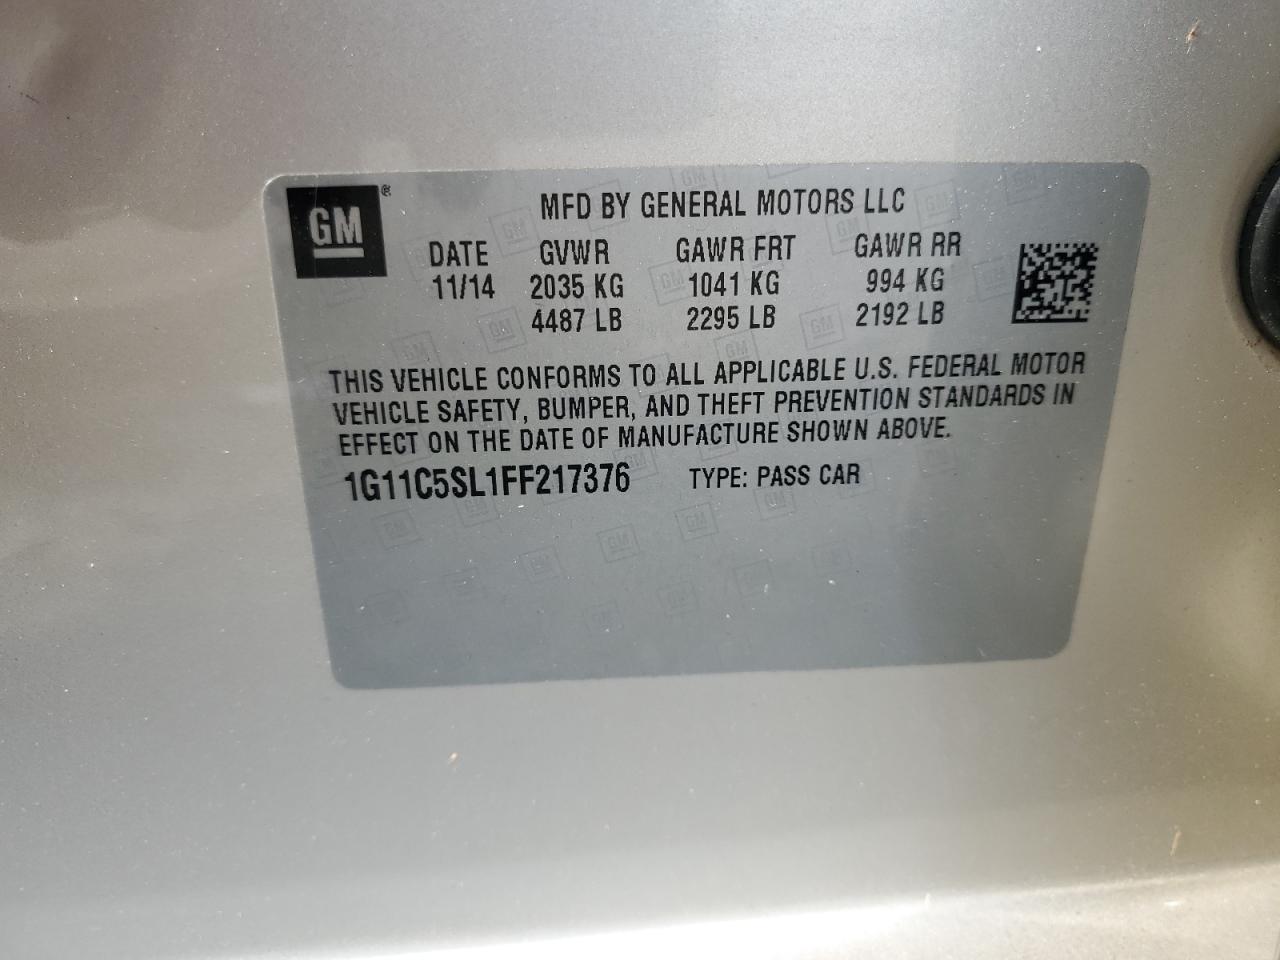 GM®
MFD BY GENERAL MOTORS LLC
DATE GVWR GAWR FRT GAWR RR
11/14 2035 KG 1041 KG 994 KG
4487 LB 2295 LB 2192 LB
THIS VEHICLE CONFORMS TO ALL APPLICABLE U.S. FEDERAL MOTOR
VEHICLE SAFETY, BUMPER, AND THEFT PREVENTION STANDARDS IN
EFFECT ON THE DATE OF MANUFACTURE SHOWN ABOVE.
1G11C5SL1FF217376 TYPE: PASS CAR